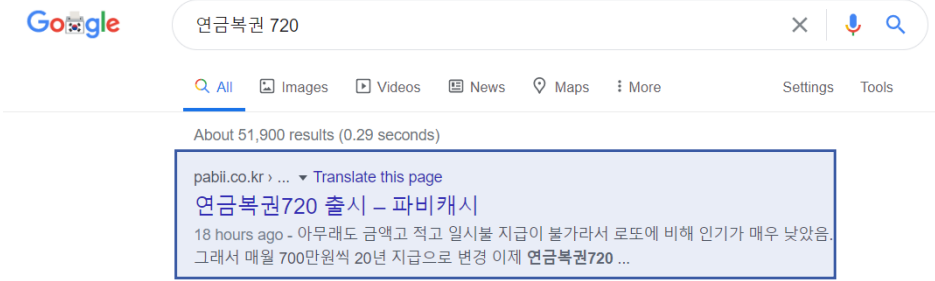 Google
연금복권 720
All Images Videos News Maps More Settings Tools
About 51,900 results (0.29 seconds)
pabii.co.kr › ... ▼ Translate this page
연금복권720 출시 – 파비캐시
18 hours ago - 아무래도 금액고 적고 일시불 지급이 불가라서 로또에 비해 인기가 매우 낮았음.
그래서 매월 700만원씩 20년 지급으로 변경 이제 연금복권720 ...